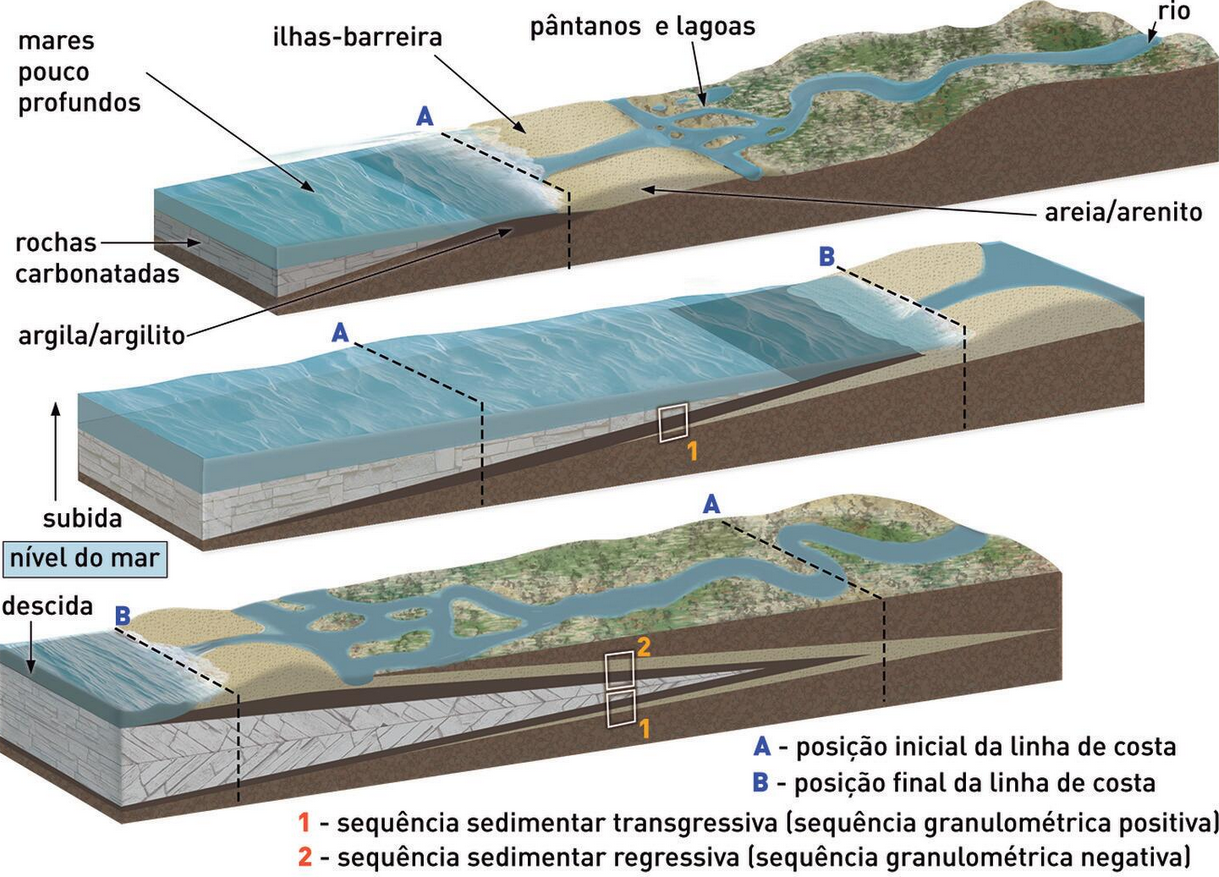 mares
pouco
profundos
ilhas-barreira
pântanos e lagoas
rio
A
rochas
carbonatadas
areia/arenito
argila/argilito
B
A
1
subida
nível do mar
descida
A
B
2
1
A - posição inicial da linha de costa
B - posição final da linha de costa
1 - sequência sedimentar transgressiva (sequência granulométrica positiva)
2 - sequência sedimentar regressiva (sequência granulométrica negativa)